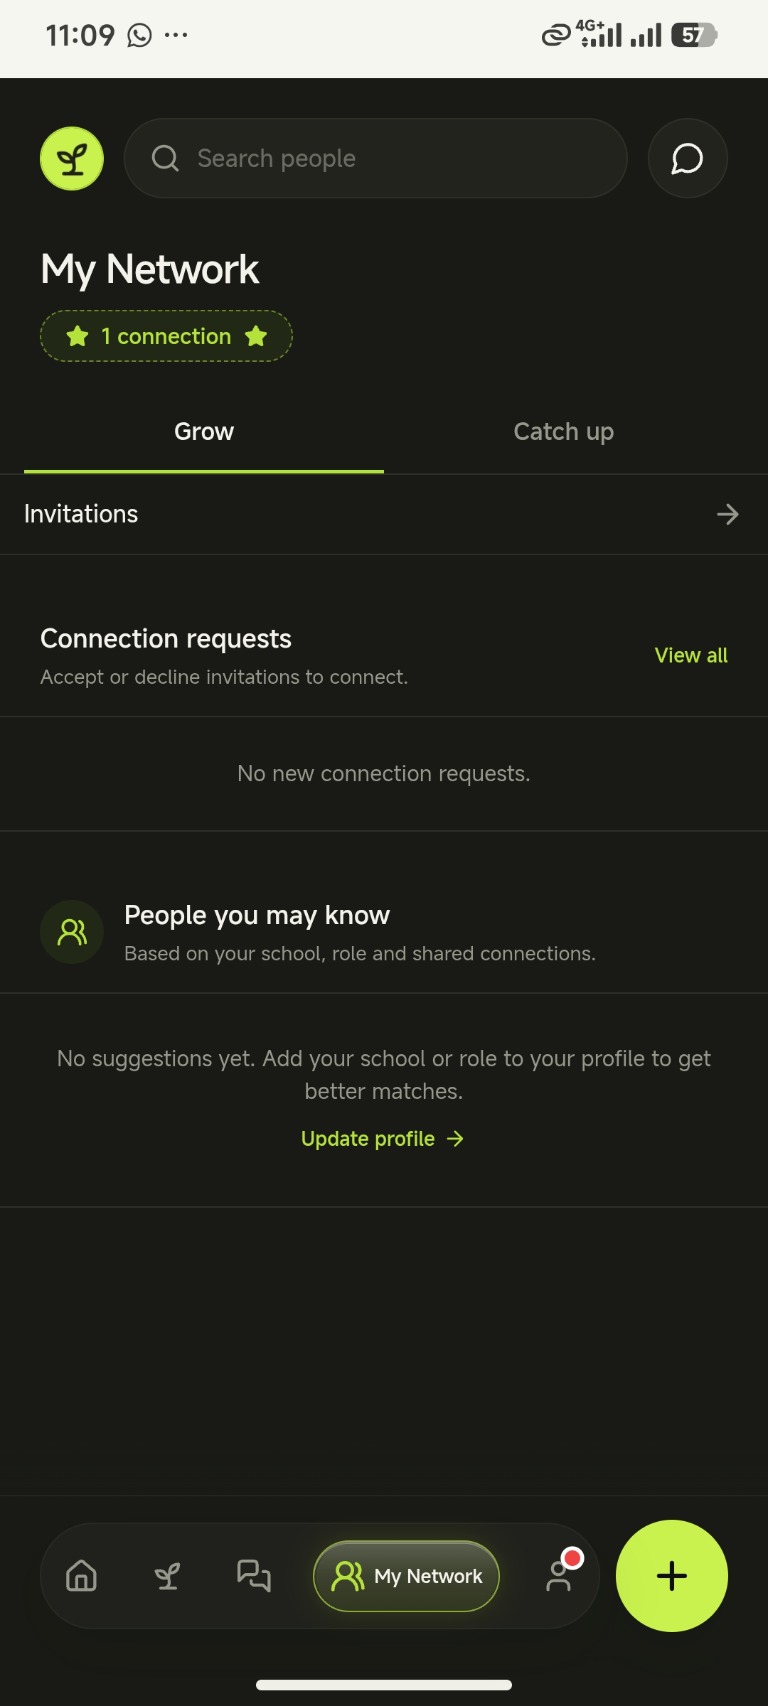 11:09
4G+
57
Search people
My Network
1 connection
Grow
Catch up
Invitations
Connection requests
Accept or decline invitations to connect.
View all
No new connection requests.
People you may know
Based on your school, role and shared connections.
No suggestions yet. Add your school or role to your profile to get
better matches.
Update profile
My Network